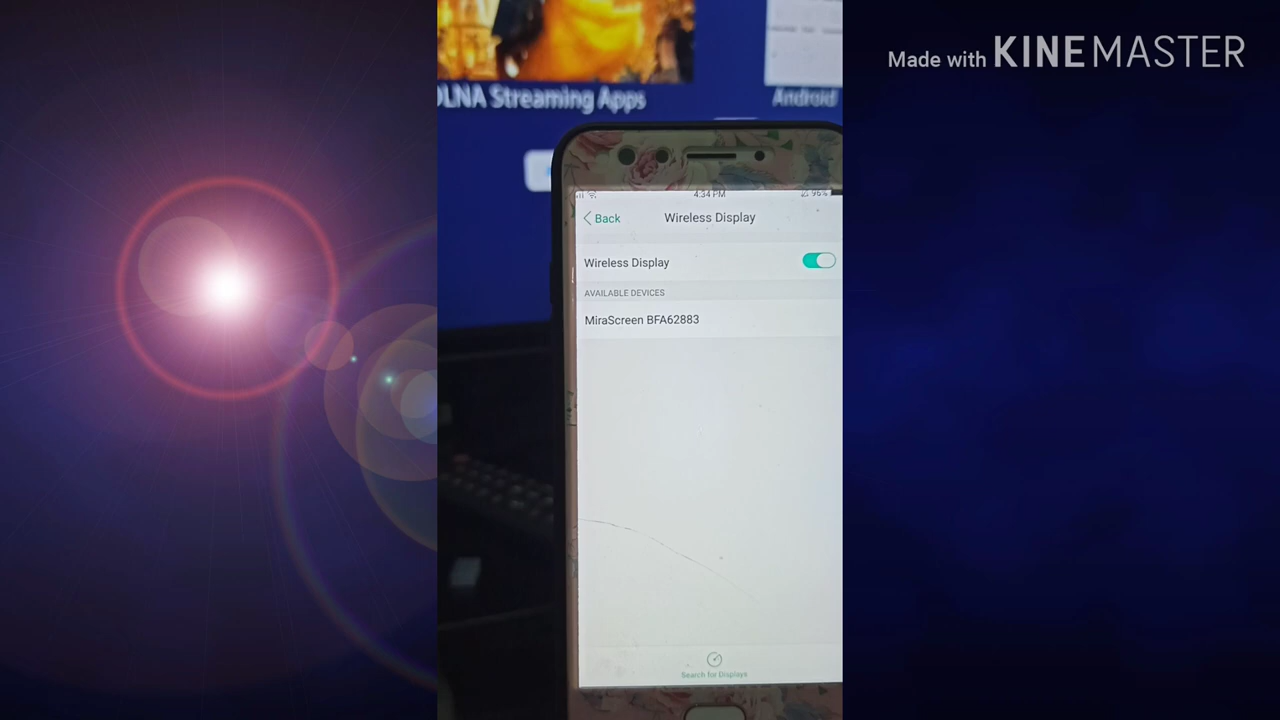 Made with KINEMASTER
DLNA Streaming Apps
Android
4:34 PM
96%
Back
Wireless Display
Wireless Display
AVAILABLE DEVICES
MiraScreen BFA62883
Search for Displays